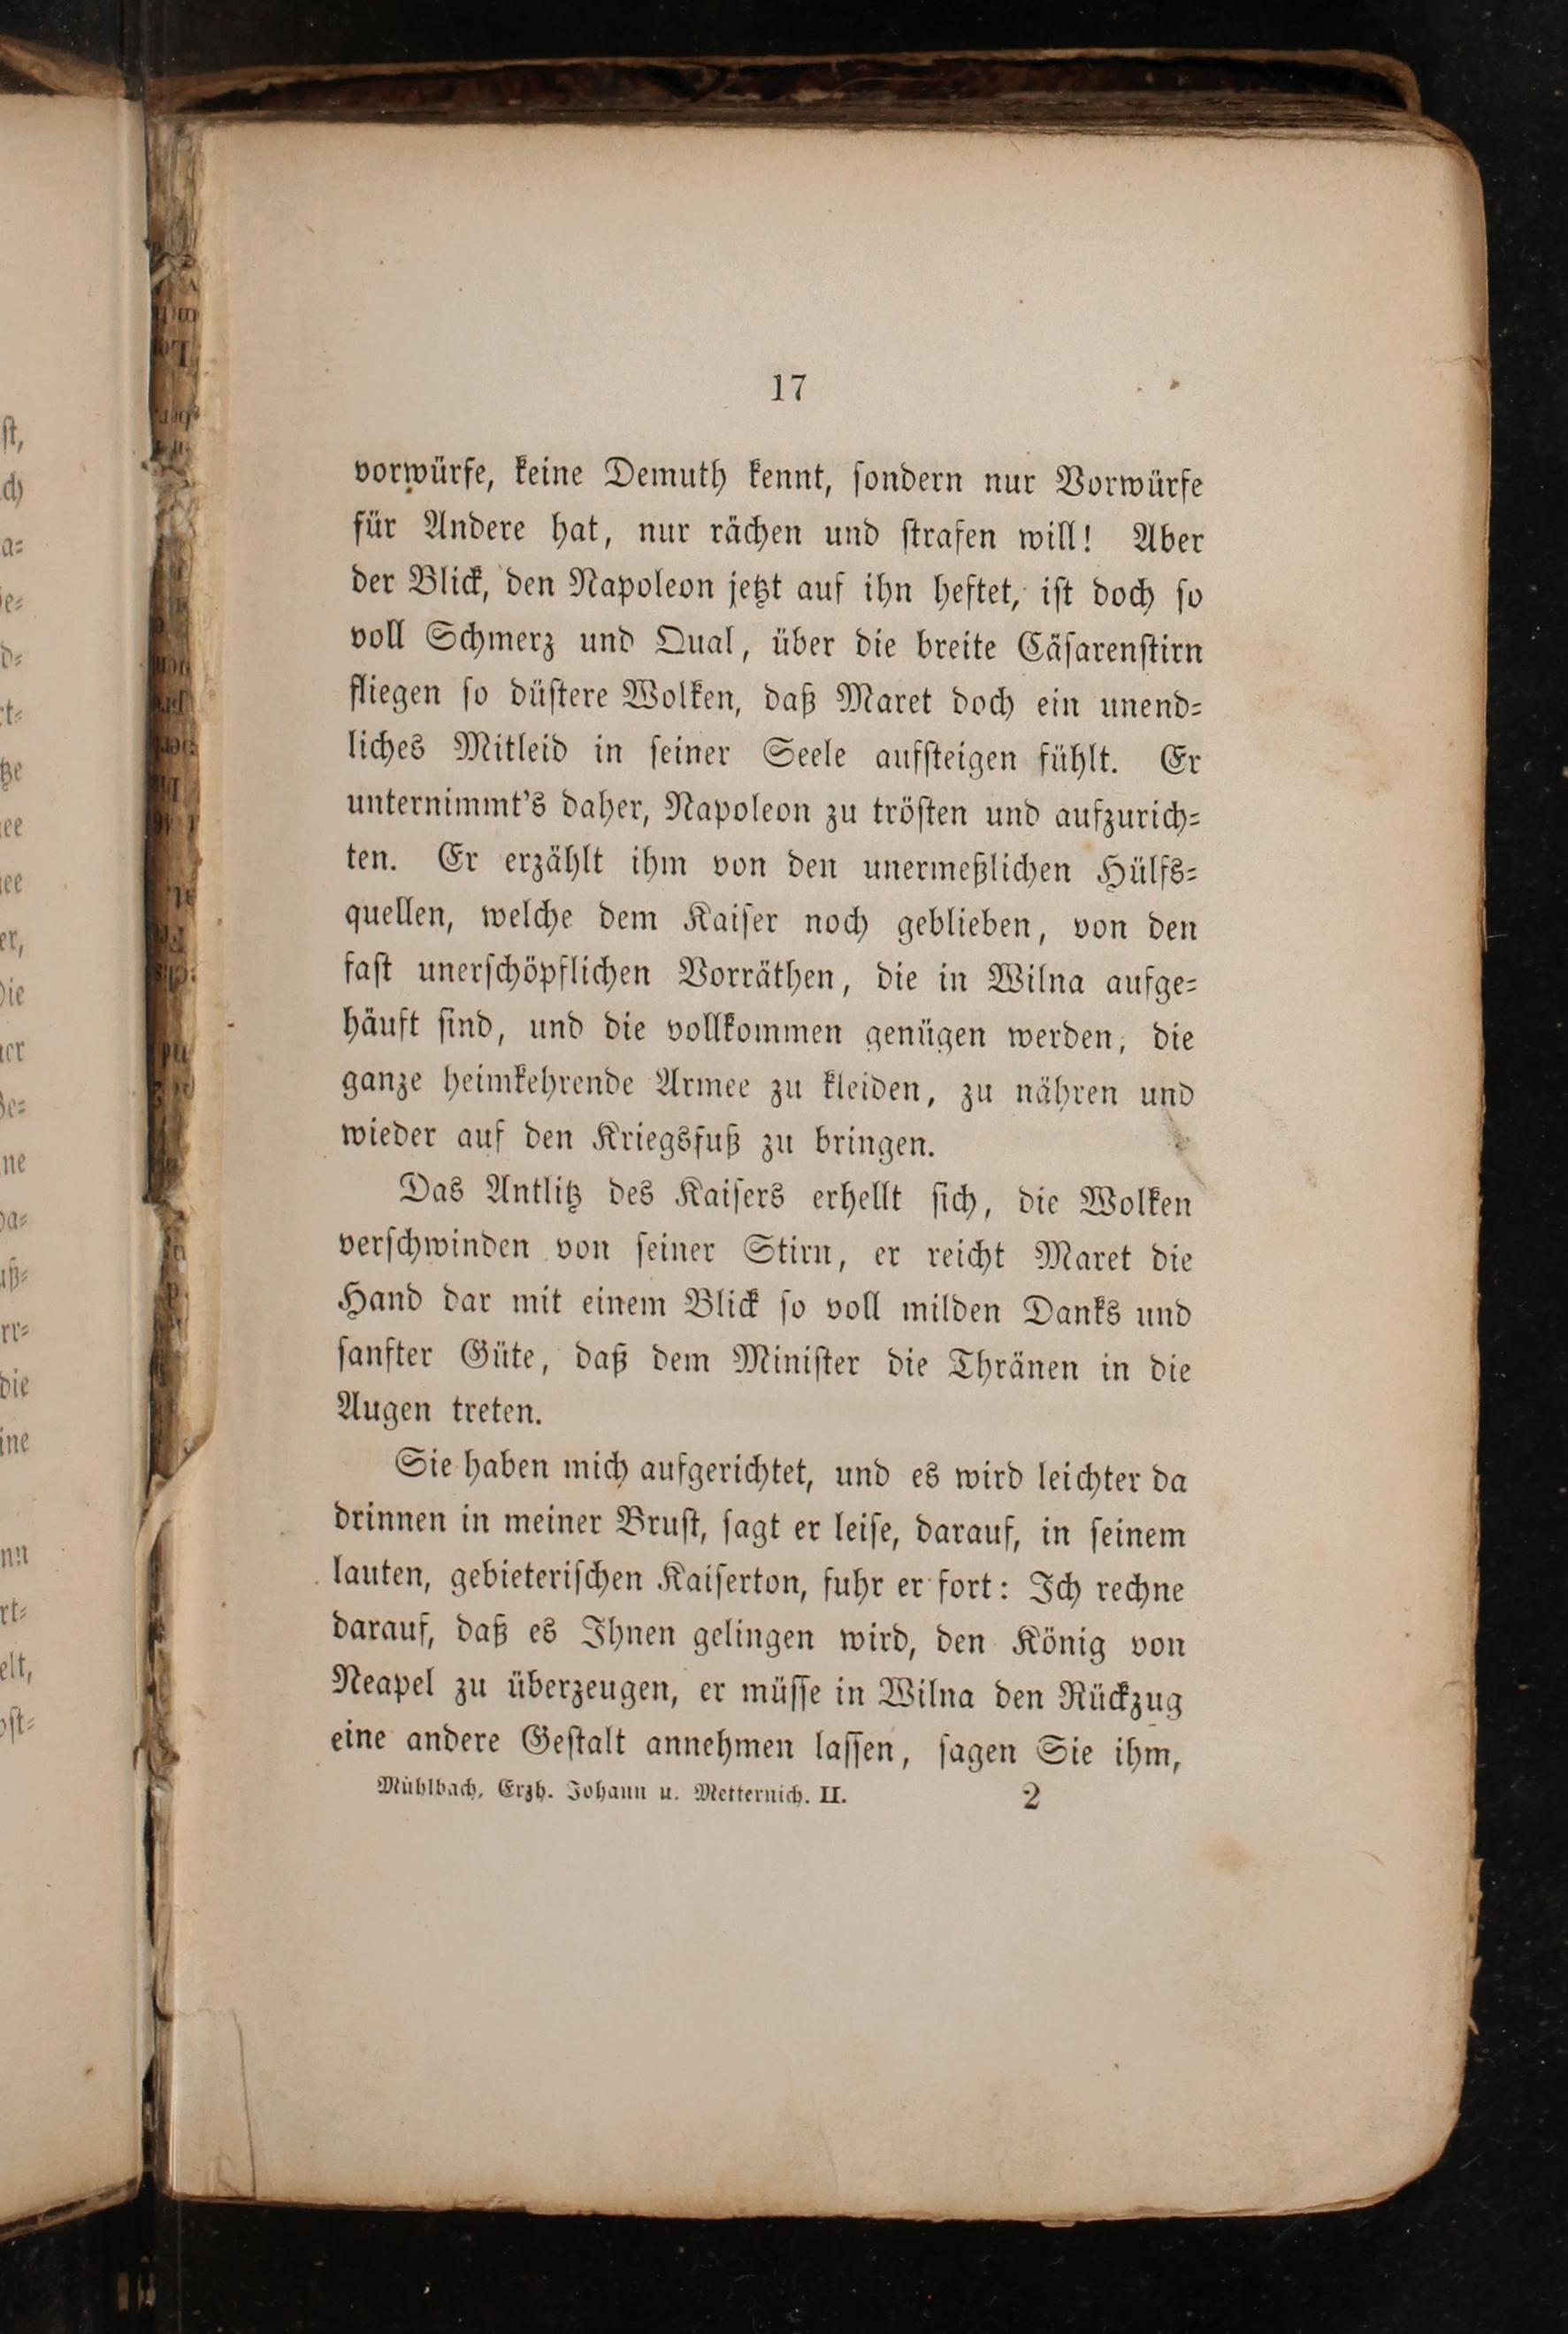 17
vorwürfe, keine Demuth kennt, sondern nur Vorwürfe
für Andere hat, nur rächen und strafen will! Aber
der Blick, den Napoleon jetzt auf ihn heftet, ist doch so
voll Schmerz und Qual, über die breite Cäsarenstirn
fliegen so düstere Wolken, daß Maret doch ein unend-
liches Mitleid in seiner Seele aufsteigen fühlt. Er
unternimmt's daher, Napoleon zu trösten und aufzurich-
ten. Er erzählt ihm von den unermeßlichen Hülfs-
quellen, welche dem Kaiser noch geblieben, von den
fast unerschöpflichen Vorräthen, die in Wilna aufge-
häuft sind, und die vollkommen genügen werden, die
ganze heimkehrende Armee zu kleiden, zu nähren und
wieder auf den Kriegsfuß zu bringen.
Das Antlitz des Kaisers erhellt sich, die Wolken
verschwinden von seiner Stirn, er reicht Maret die
Hand dar mit einem Blick so voll milden Danks und
sanfter Güte, daß dem Minister die Thränen in die
Augen treten.
Sie haben mich aufgerichtet, und es wird leichter da
drinnen in meiner Brust, sagt er leise, darauf, in seinem
lauten, gebieterischen Kaiserton, fuhr er fort: Ich rechne
darauf, daß es Ihnen gelingen wird, den König von
Neapel zu überzeugen, er müsse in Wilna den Rückzug
eine andere Gestalt annehmen lassen, sagen Sie ihm,
Mühlbach, Erzh. Johann u. Metternich. II. 2